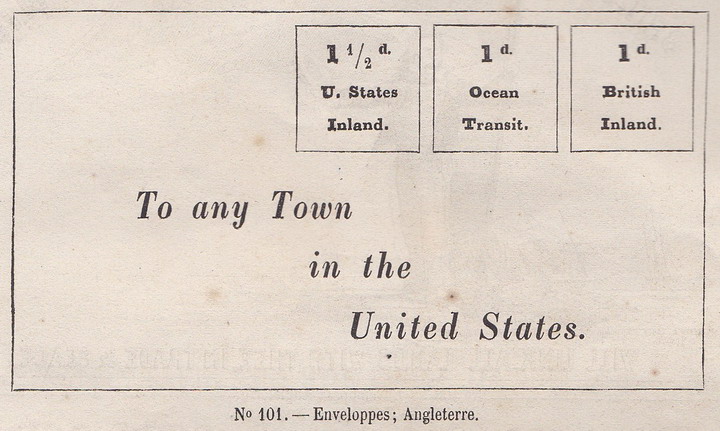 1 1/2 d.
U. States
Inland.
1 d.
Ocean
Transit.
1 d.
British
Inland.
To any Town
in the
United States.
No 101. — Enveloppes; Angleterre.